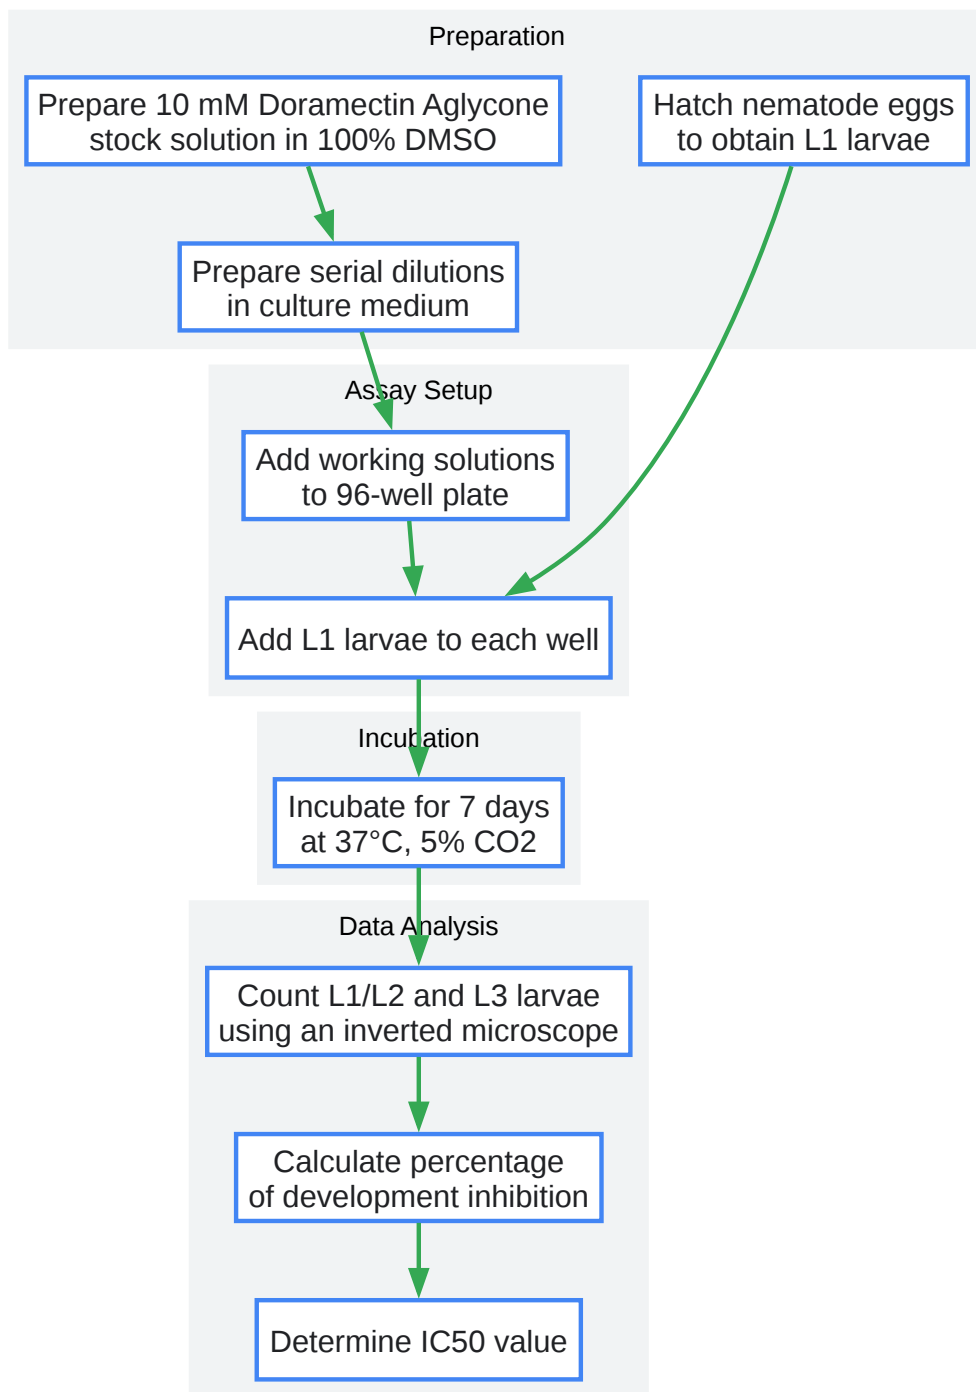 Preparation
Prepare 10 mM Doramectin Aglycone
stock solution in 100% DMSO
Hatch nematode eggs
to obtain L1 larvae
Prepare serial dilutions
in culture medium
Assay Setup
Add working solutions
to 96-well plate
Add L1 larvae to each well
Incubation
Incubate for 7 days
at 37°C, 5% CO2
Data Analysis
Count L1/L2 and L3 larvae
using an inverted microscope
Calculate percentage
of development inhibition
Determine IC50 value